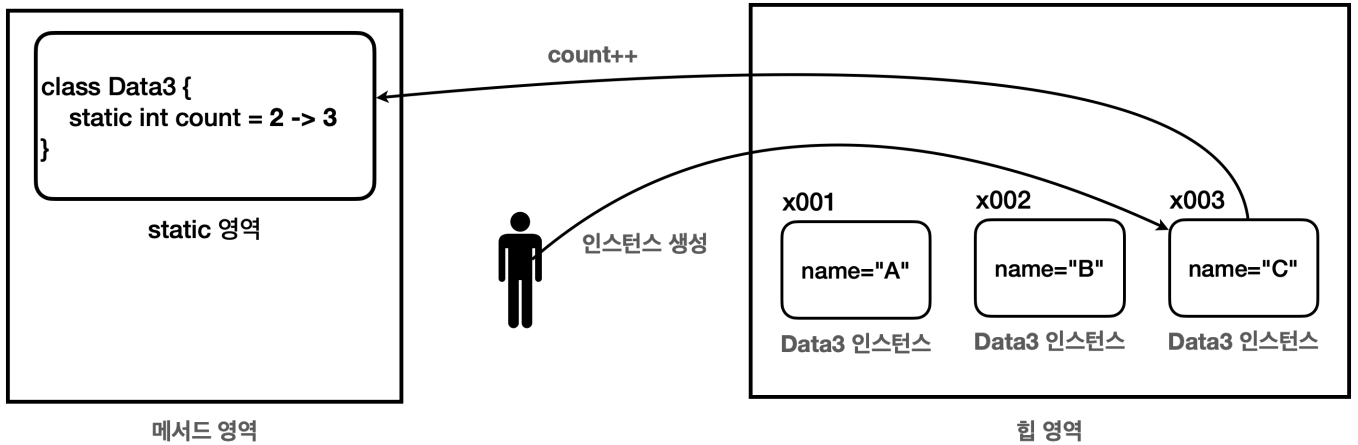 class Data3 {
static int count = 2 -> 3
}
static 영역
메서드 영역
count++
인스턴스 생성
x001
name="A"
Data3 인스턴스
x002
name="B"
Data3 인스턴스
x003
name="C"
Data3 인스턴스
힙 영역